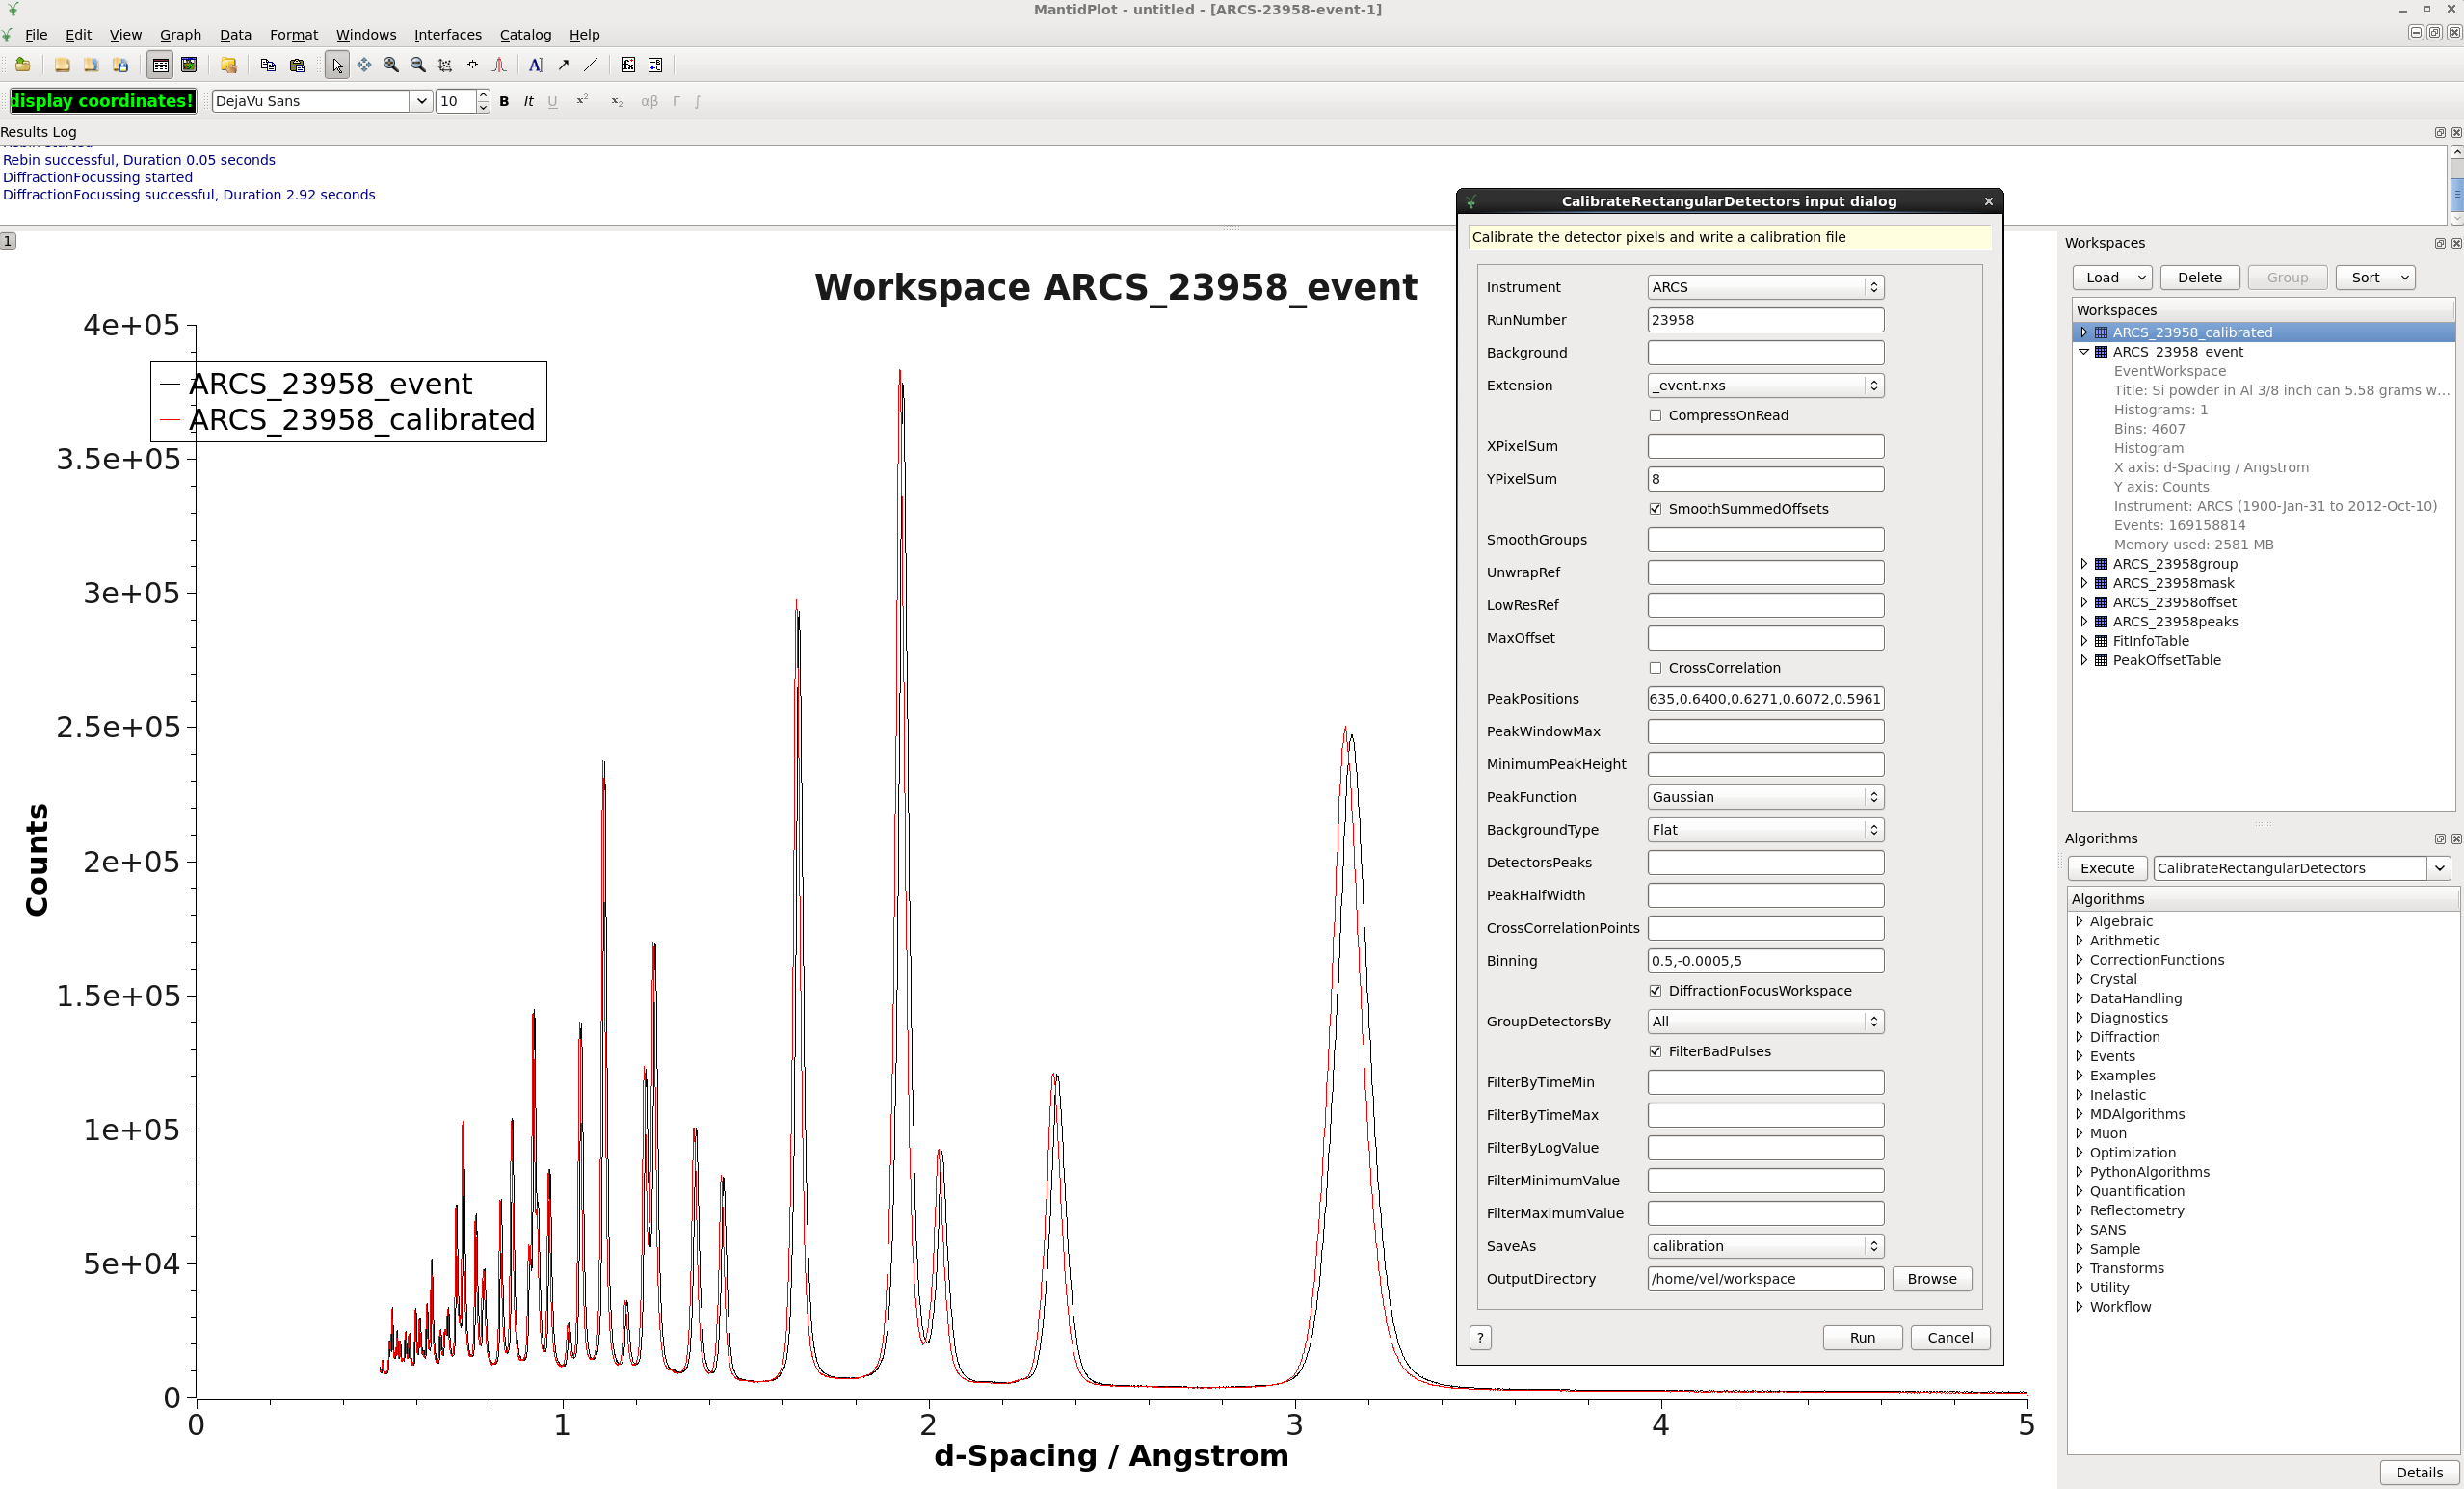 MantidPlot - untitled - [ARCS-23958-event-1]
File Edit View Graph Data Format Windows Interfaces Catalog Help
display coordinates! DejaVu Sans 10 B It U x² x₂ αβ Γ ∫
Results Log
Rebin started
Rebin successful, Duration 0.05 seconds
DiffractionFocussing started
DiffractionFocussing successful, Duration 2.92 seconds
1
Workspace ARCS_23958_event
ARCS_23958_event
ARCS_23958_calibrated
4e+05
3.5e+05
3e+05
2.5e+05
2e+05
1.5e+05
1e+05
5e+04
0
Counts
0 1 2 3 4 5
d-Spacing / Angstrom
CalibrateRectangularDetectors input dialog
Calibrate the detector pixels and write a calibration file
Instrument ARCS
RunNumber 23958
Background
Extension _event.nxs
CompressOnRead
XPixelSum
YPixelSum 8
SmoothSummedOffsets
SmoothGroups
UnwrapRef
LowResRef
MaxOffset
CrossCorrelation
PeakPositions 635,0.6400,0.6271,0.6072,0.5961
PeakWindowMax
MinimumPeakHeight
PeakFunction Gaussian
BackgroundType Flat
DetectorsPeaks
PeakHalfWidth
CrossCorrelationPoints
Binning 0.5,-0.0005,5
DiffractionFocusWorkspace
GroupDetectorsBy All
FilterBadPulses
FilterByTimeMin
FilterByTimeMax
FilterByLogValue
FilterMinimumValue
FilterMaximumValue
SaveAs calibration
OutputDirectory /home/vel/workspace Browse
? Run Cancel
Workspaces
Load Delete Group Sort
Workspaces
ARCS_23958_calibrated
ARCS_23958_event
EventWorkspace
Title: Si powder in Al 3/8 inch can 5.58 grams w...
Histograms: 1
Bins: 4607
Histogram
X axis: d-Spacing / Angstrom
Y axis: Counts
Instrument: ARCS (1900-Jan-31 to 2012-Oct-10)
Events: 169158814
Memory used: 2581 MB
ARCS_23958group
ARCS_23958mask
ARCS_23958offset
ARCS_23958peaks
FitInfoTable
PeakOffsetTable
Algorithms
Execute CalibrateRectangularDetectors
Algorithms
Algebraic
Arithmetic
CorrectionFunctions
Crystal
DataHandling
Diagnostics
Diffraction
Events
Examples
Inelastic
MDAlgorithms
Muon
Optimization
PythonAlgorithms
Quantification
Reflectometry
SANS
Sample
Transforms
Utility
Workflow
Details